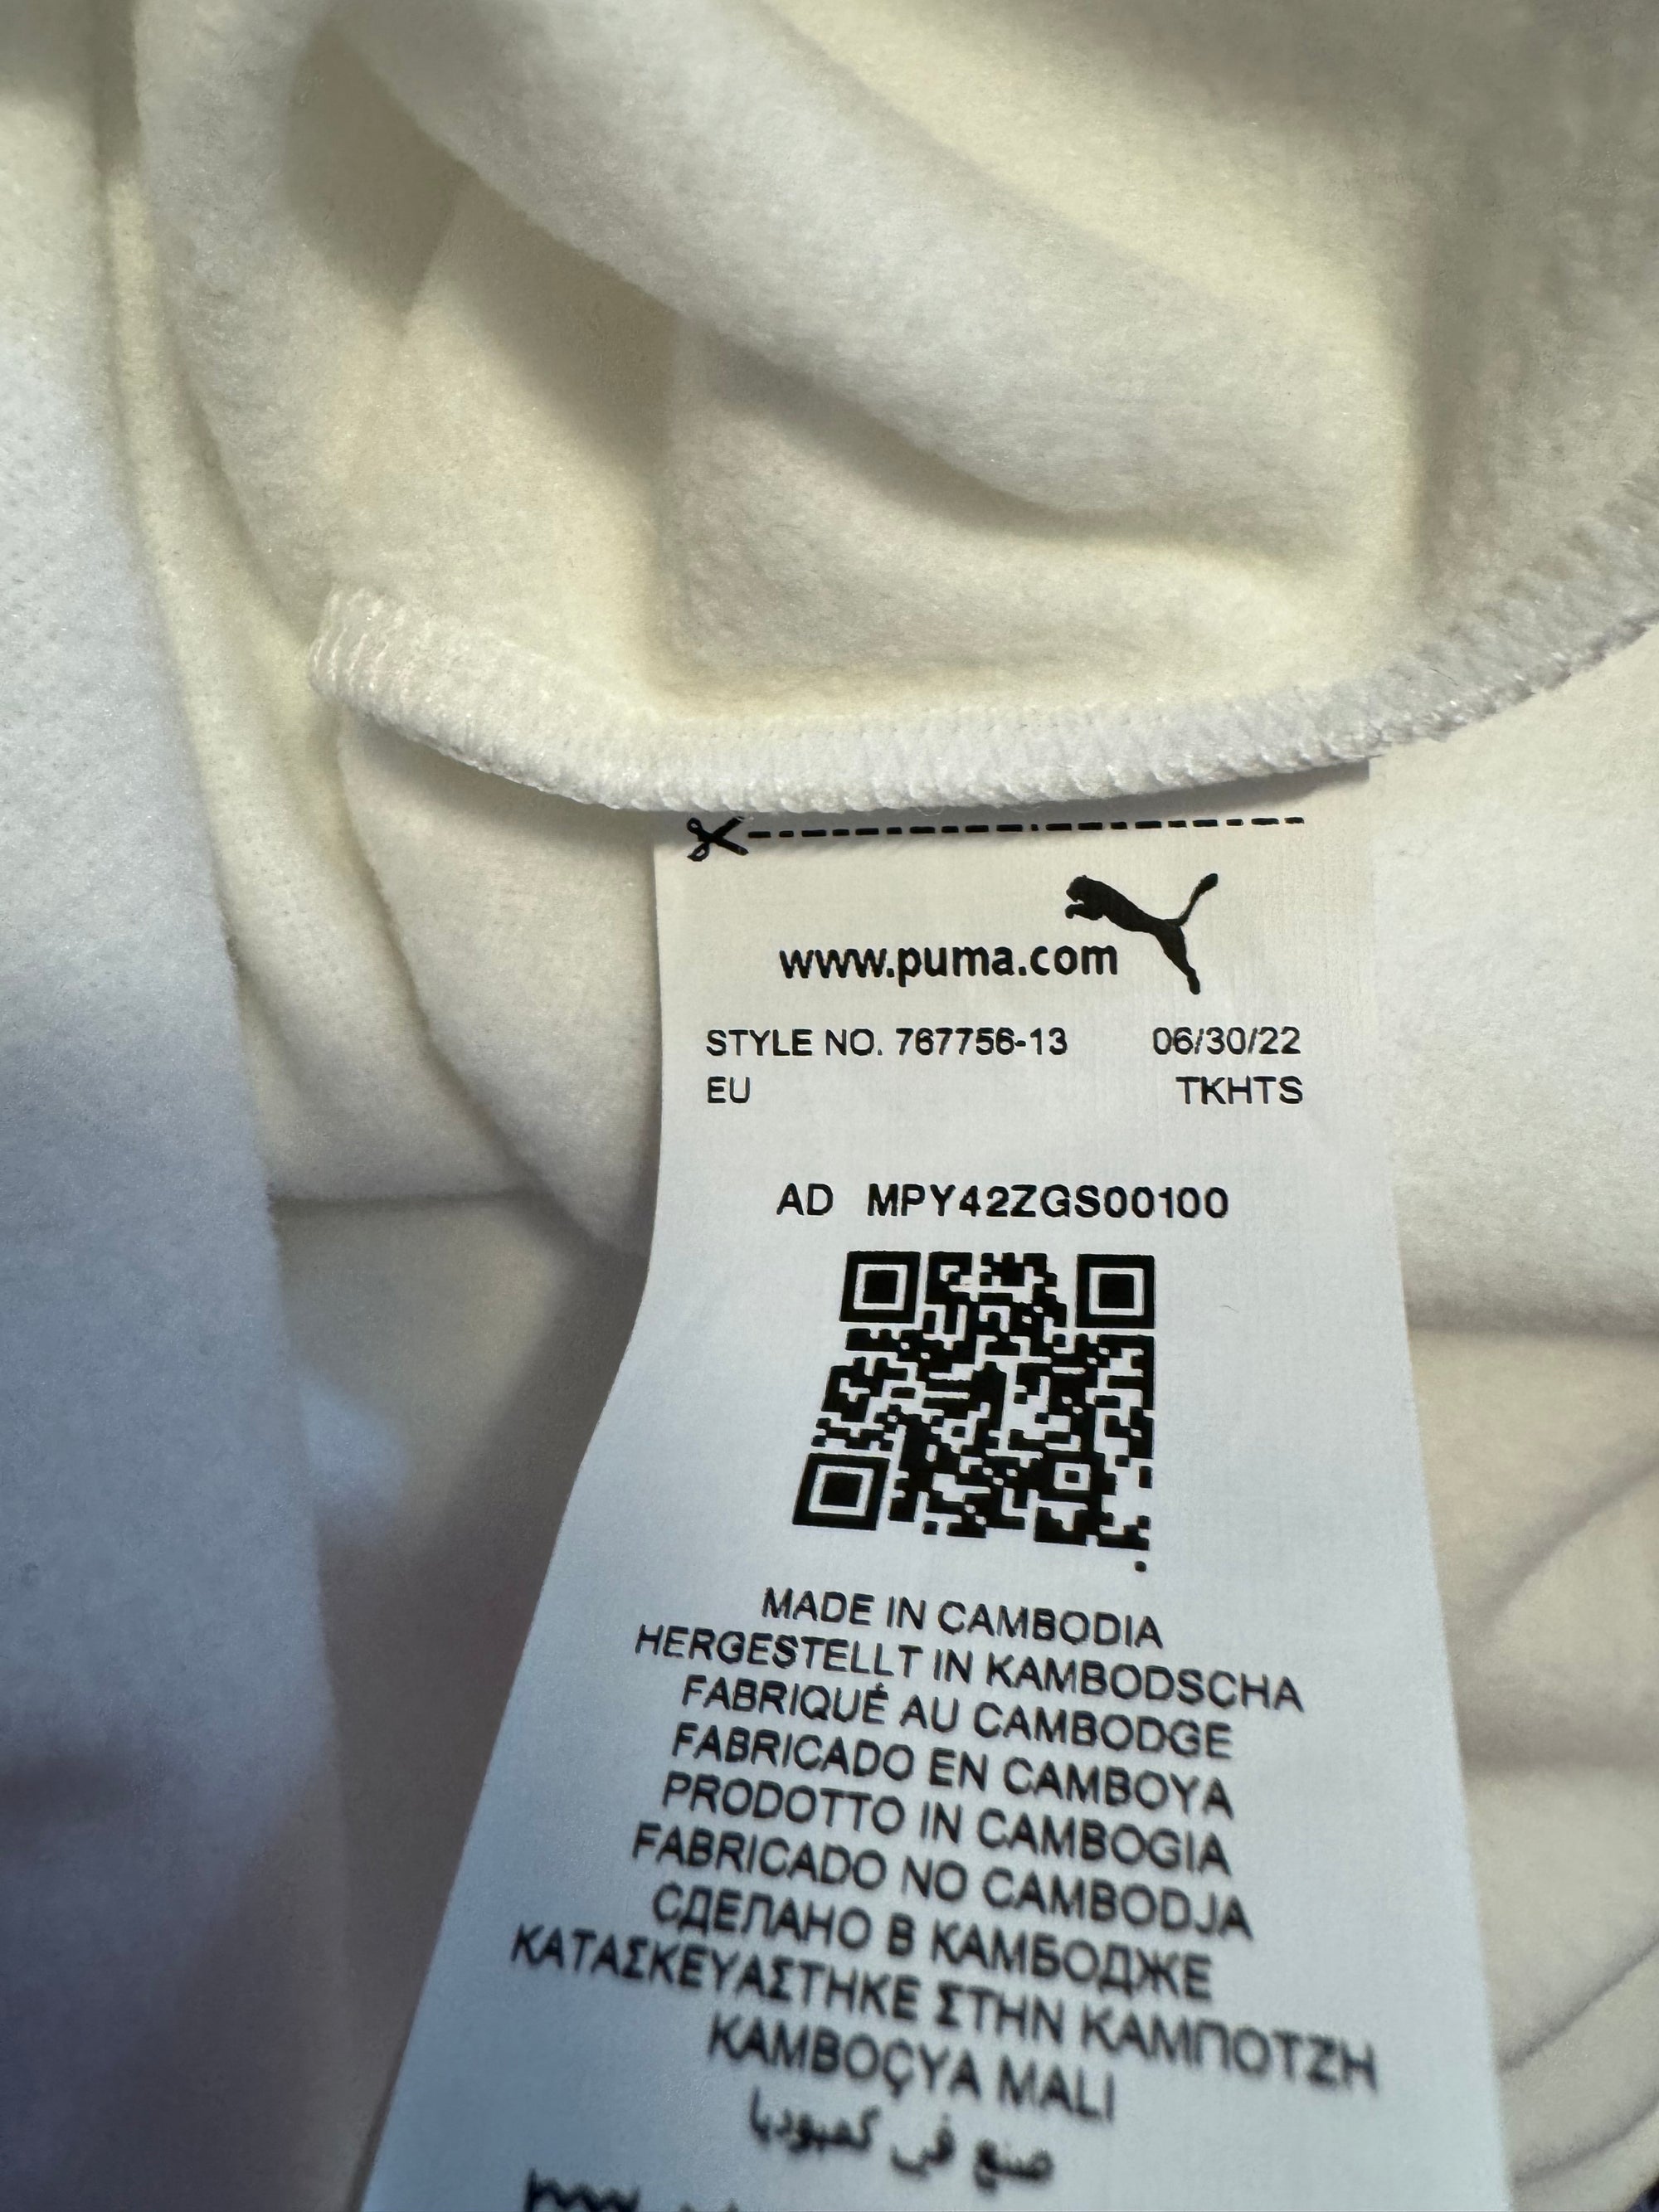 www.puma.com
STYLE NO. 767756-13 06/30/22
EU TKHTS
AD MPY42ZGS00100
MADE IN CAMBODIA
HERGESTELLT IN KAMBODSCHA
FABRIQUÉ AU CAMBODGE
FABRICADO EN CAMBOYA
PRODOTTO IN CAMBOGIA
FABRICADO NO CAMBODJA
СДЕЛАНО В КАМБОДЖЕ
ΚΑΤΑΣΚΕΥΑΣΤΗΚΕ ΣΤΗΝ ΚΑΜΠΟΤΖΗ
KAMBOÇYA MALI
صنع في كمبوديا